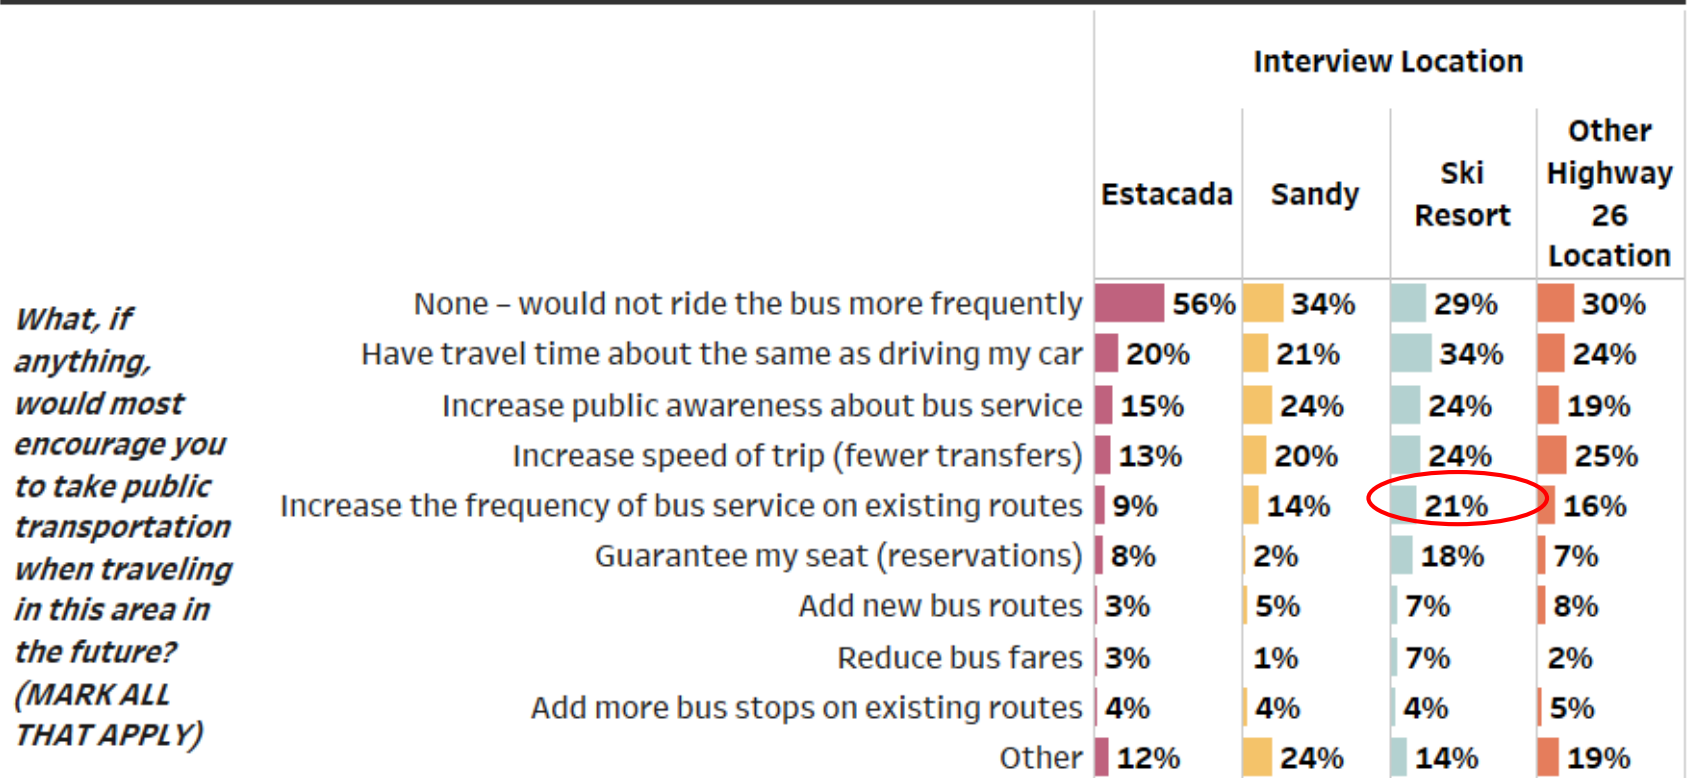 Interview Location
Estacada
Sandy
Ski
Resort
Other
Highway
26
Location
What, if
anything,
would most
encourage you
to take public
transportation
when traveling
in this area in
the future?
(MARK ALL
THAT APPLY)
None – would not ride the bus more frequently 56% 34% 29% 30%
Have travel time about the same as driving my car 20% 21% 34% 24%
Increase public awareness about bus service 15% 24% 24% 19%
Increase speed of trip (fewer transfers) 13% 20% 24% 25%
Increase the frequency of bus service on existing routes 9% 14% 21% 16%
Guarantee my seat (reservations) 8% 2% 18% 7%
Add new bus routes 3% 5% 7% 8%
Reduce bus fares 3% 1% 7% 2%
Add more bus stops on existing routes 4% 4% 4% 5%
Other 12% 24% 14% 19%